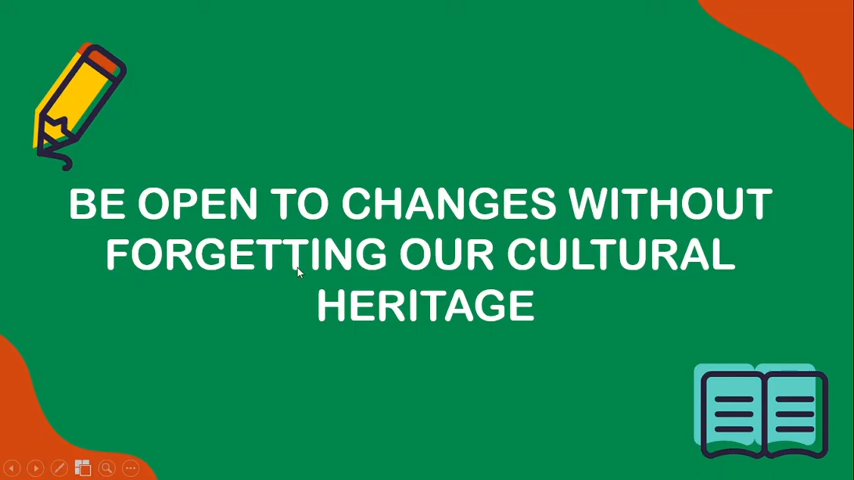 BE OPEN TO CHANGES WITHOUT
FORGETTING OUR CULTURAL
HERITAGE